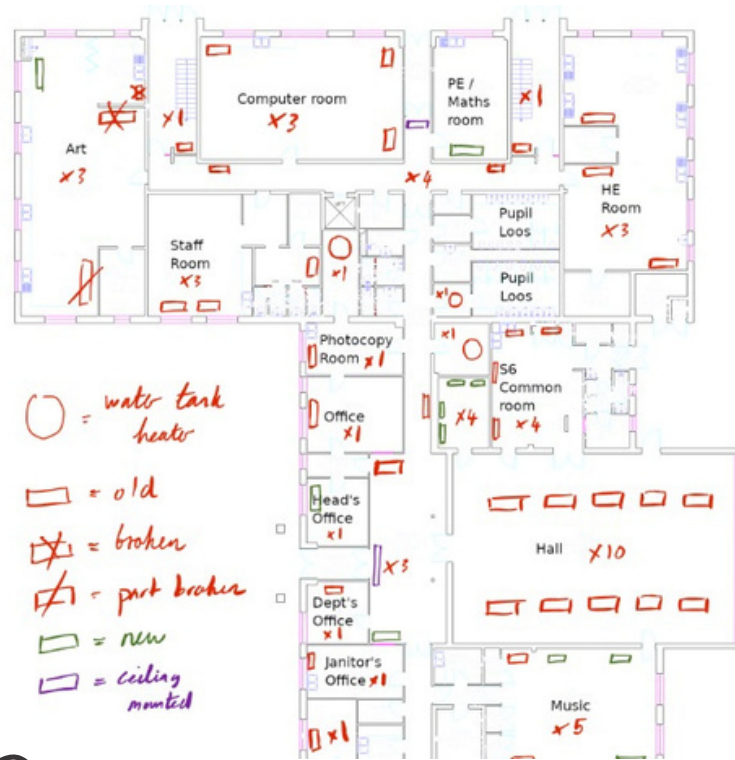 Computer room
x3
PE /
Maths
room
x1
x1
Art
x3
x4
HE
Room
x3
Pupil
Loos
Staff
Room
x3
x1
Pupil
Loos
x1
x1
Photocopy
Room x1
S6
Common
room
x4
x4
Office
x1
Head's
Office
x1
Hall x10
x3
Dept's
Office
x1
Janitor's
Office x1
Music
x5
x1
= water tank
heater
= old
= broken
= part broken
= new
= ceiling
mounted